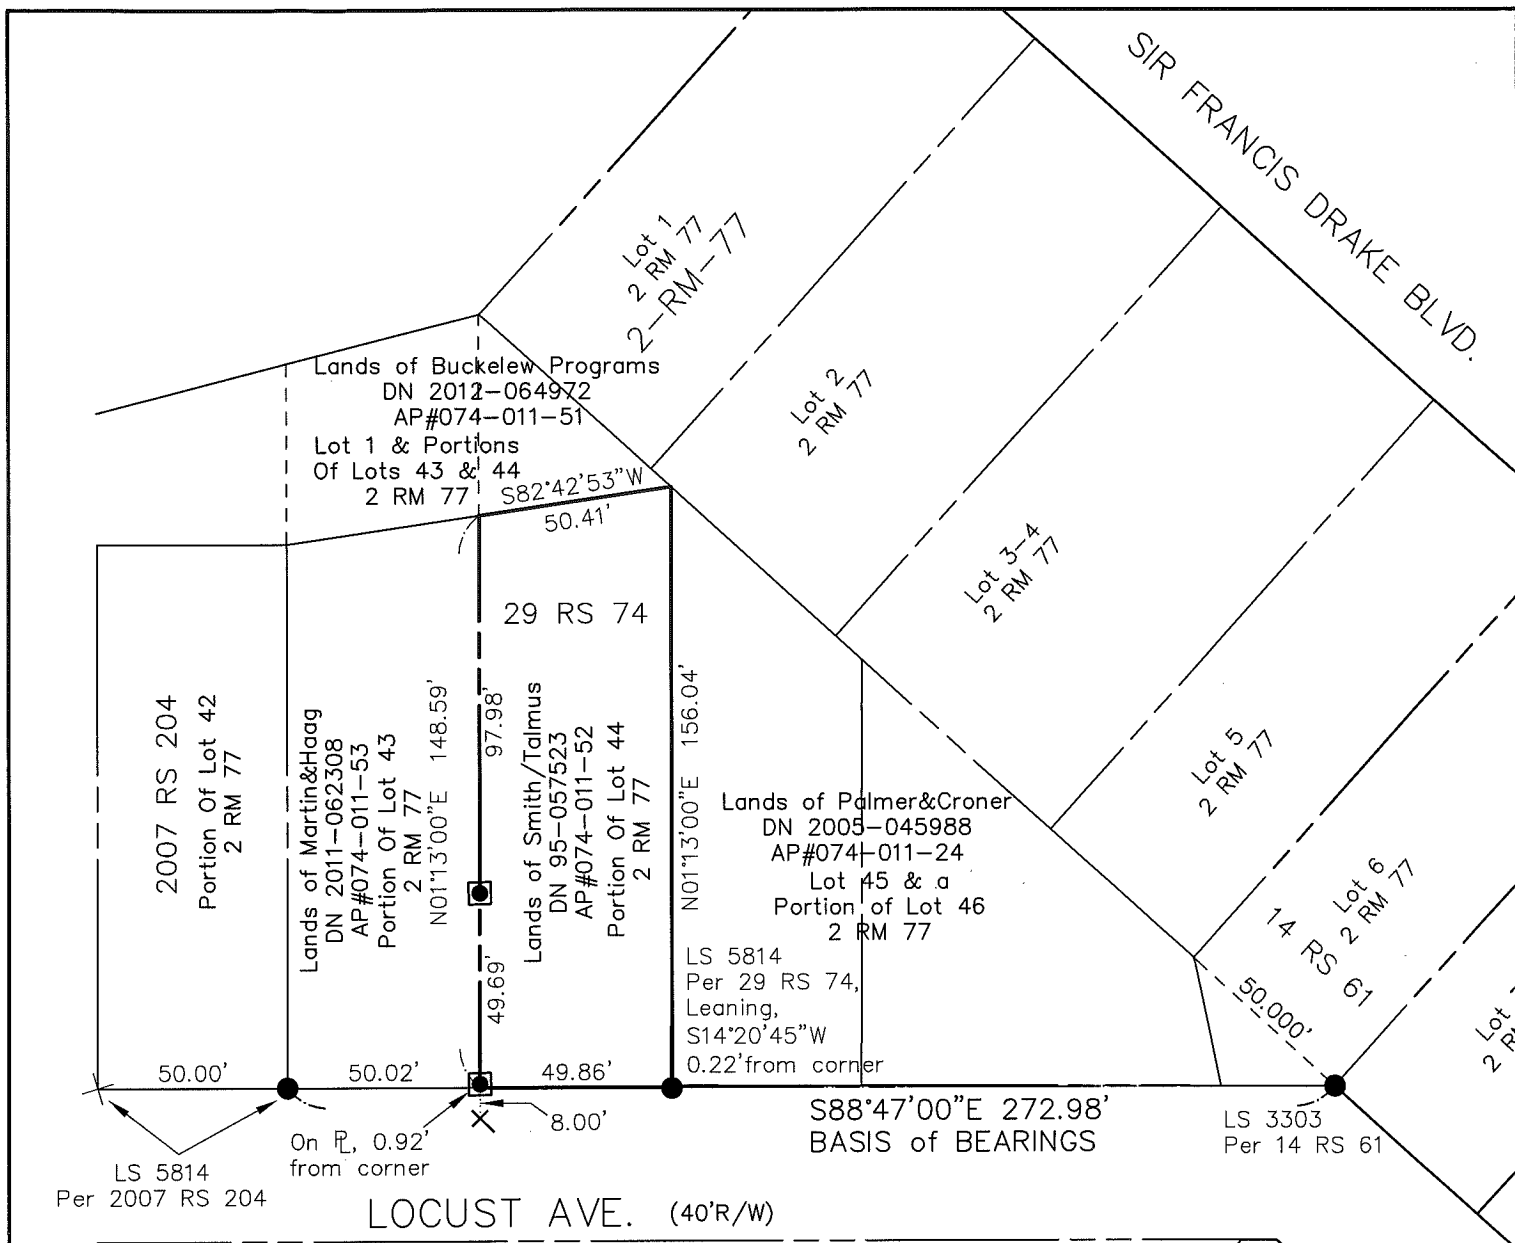 SIR FRANCIS DRAKE BLVD.
Lot 1
2 RM 77
2-RM-77
Lot 2
2 RM 77
Lot 3-4
2 RM 77
Lot 5
2 RM 77
Lot 6
2 RM 77
14 RS 61
50.000'
Lot
Lands of Buckelew Programs
DN 2012-064972
AP#074-011-51
Lot 1 & Portions
Of Lots 43 & 44
2 RM 77
S82°42'53"W
50.41'
29 RS 74
2007 RS 204
Portion Of Lot 42
2 RM 77
Lands of Martin&Haag
DN 2011-062308
AP#074-011-53
Portion Of Lot 43
2 RM 77
N01°13'00"E 148.59'
97.98'
49.69'
Lands of Smith/Talmus
DN 95-057523
AP#074-011-52
Portion Of Lot 44
2 RM 77
N01°13'00"E 156.04'
Lands of Palmer&Croner
DN 2005-045988
AP#074-011-24
Lot 45 & a
Portion of Lot 46
2 RM 77
LS 5814
Per 29 RS 74,
Leaning,
S14°20'45"W
0.22'from corner
50.00'
50.02'
49.86'
8.00'
S88°47'00"E 272.98'
BASIS of BEARINGS
LS 3303
Per 14 RS 61
On PL, 0.92'
from corner
LS 5814
Per 2007 RS 204
LOCUST AVE. (40'R/W)